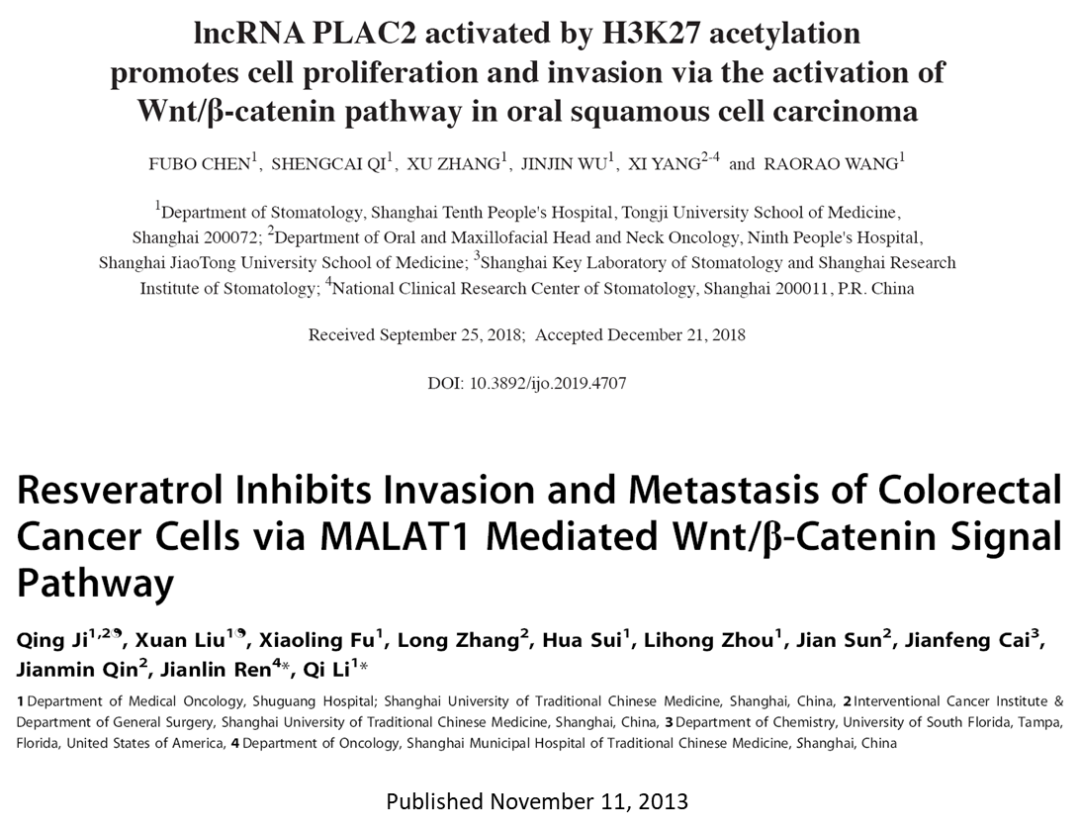 lncRNA PLAC2 activated by H3K27 acetylation
promotes cell proliferation and invasion via the activation of
Wnt/β-catenin pathway in oral squamous cell carcinoma
FUBO CHEN1, SHENGCAI QI1, XU ZHANG1, JINJIN WU1, XI YANG2-4 and RAORAO WANG1
1Department of Stomatology, Shanghai Tenth People's Hospital, Tongji University School of Medicine,
Shanghai 200072; 2Department of Oral and Maxillofacial Head and Neck Oncology, Ninth People's Hospital,
Shanghai JiaoTong University School of Medicine; 3Shanghai Key Laboratory of Stomatology and Shanghai Research
Institute of Stomatology; 4National Clinical Research Center of Stomatology, Shanghai 200011, P.R. China
Received September 25, 2018; Accepted December 21, 2018
DOI: 10.3892/ijo.2019.4707
Resveratrol Inhibits Invasion and Metastasis of Colorectal
Cancer Cells via MALAT1 Mediated Wnt/β-Catenin Signal
Pathway
Qing Ji1,2, Xuan Liu1, Xiaoling Fu1, Long Zhang2, Hua Sui1, Lihong Zhou1, Jian Sun2, Jianfeng Cai3,
Jianmin Qin2, Jianlin Ren4*, Qi Li1*
1 Department of Medical Oncology, Shuguang Hospital; Shanghai University of Traditional Chinese Medicine, Shanghai, China, 2 Interventional Cancer Institute &
Department of General Surgery, Shanghai University of Traditional Chinese Medicine, Shanghai, China, 3 Department of Chemistry, University of South Florida, Tampa,
Florida, United States of America, 4 Department of Oncology, Shanghai Municipal Hospital of Traditional Chinese Medicine, Shanghai, China
Published November 11, 2013